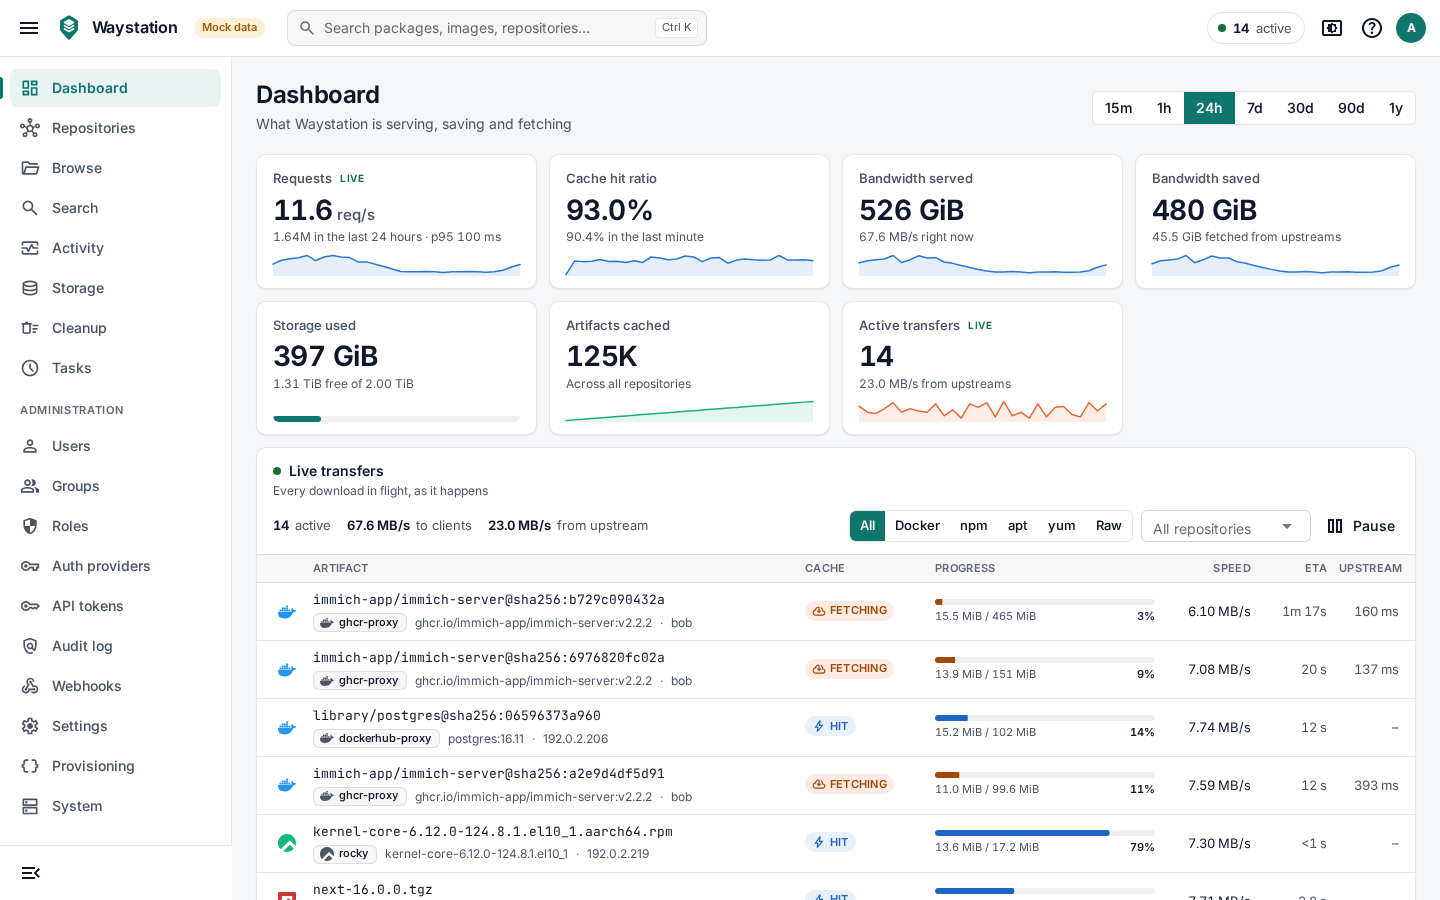 Waystation
Mock data
Search packages, images, repositories...
Ctrl K
14 active
A
Dashboard
Repositories
Browse
Search
Activity
Storage
Cleanup
Tasks
ADMINISTRATION
Users
Groups
Roles
Auth providers
API tokens
Audit log
Webhooks
Settings
Provisioning
System
Dashboard
What Waystation is serving, saving and fetching
15m 1h 24h 7d 30d 90d 1y
Requests LIVE
11.6 req/s
1.64M in the last 24 hours · p95 100 ms
Cache hit ratio
93.0%
90.4% in the last minute
Bandwidth served
526 GiB
67.6 MB/s right now
Bandwidth saved
480 GiB
45.5 GiB fetched from upstreams
Storage used
397 GiB
1.31 TiB free of 2.00 TiB
Artifacts cached
125K
Across all repositories
Active transfers LIVE
14
23.0 MB/s from upstreams
Live transfers
Every download in flight, as it happens
14 active 67.6 MB/s to clients 23.0 MB/s from upstream
All Docker npm apt yum Raw
All repositories
Pause
ARTIFACT CACHE PROGRESS SPEED ETA UPSTREAM
immich-app/immich-server@sha256:b729c090432a
ghcr-proxy ghcr.io/immich-app/immich-server:v2.2.2 · bob
FETCHING
15.5 MiB / 465 MiB 3%
6.10 MB/s 1m 17s 160 ms
immich-app/immich-server@sha256:6976820fc02a
ghcr-proxy ghcr.io/immich-app/immich-server:v2.2.2 · bob
FETCHING
13.9 MiB / 151 MiB 9%
7.08 MB/s 20 s 137 ms
library/postgres@sha256:06596373a960
dockerhub-proxy postgres:16.11 · 192.0.2.206
HIT
15.2 MiB / 102 MiB 14%
7.74 MB/s 12 s –
immich-app/immich-server@sha256:a2e9d4df5d91
ghcr-proxy ghcr.io/immich-app/immich-server:v2.2.2 · bob
FETCHING
11.0 MiB / 99.6 MiB 11%
7.59 MB/s 12 s 393 ms
kernel-core-6.12.0-124.8.1.el10_1.aarch64.rpm
rocky kernel-core-6.12.0-124.8.1.el10_1 · 192.0.2.219
HIT
13.6 MiB / 17.2 MiB 79%
7.30 MB/s <1 s –
next-16.0.0.tgz
HIT